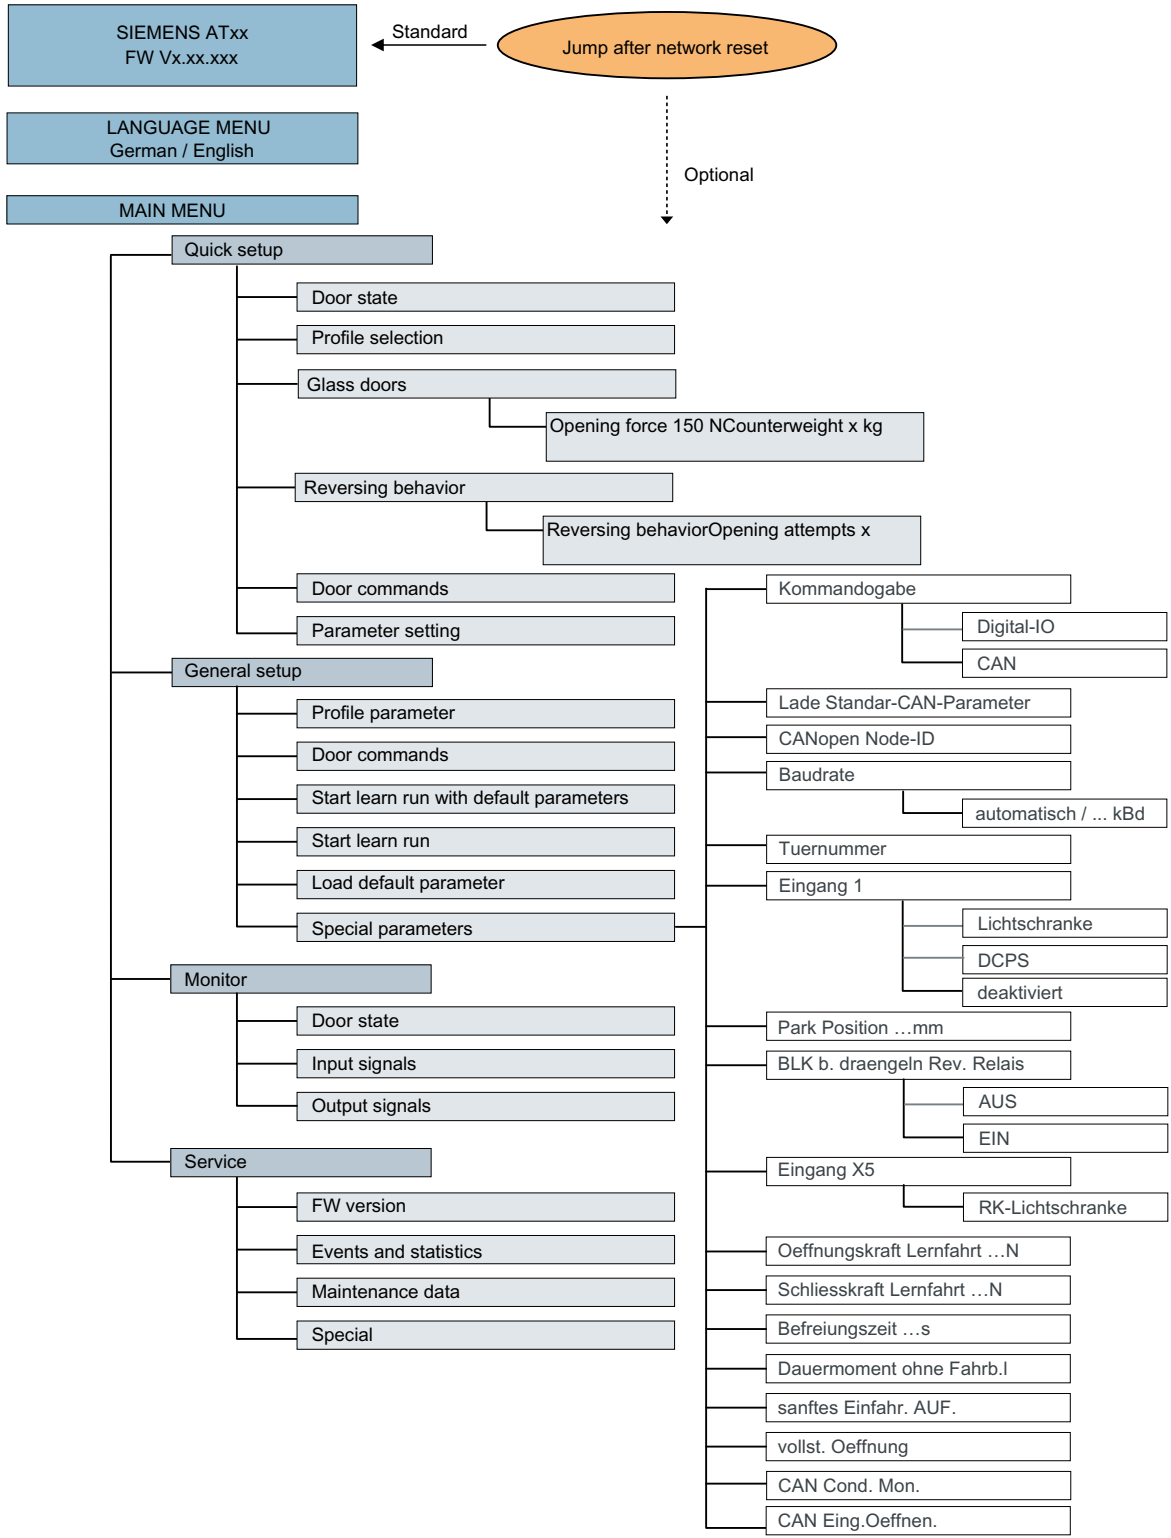 SIEMENS ATxx
FW Vx.xx.xxx
Standard
Jump after network reset
LANGUAGE MENU
German / English
Optional
MAIN MENU
Quick setup
Door state
Profile selection
Glass doors
Opening force 150 NCounterweight x kg
Reversing behavior
Reversing behaviorOpening attempts x
Door commands
Parameter setting
General setup
Profile parameter
Door commands
Start learn run with default parameters
Start learn run
Load default parameter
Special parameters
Monitor
Door state
Input signals
Output signals
Service
FW version
Events and statistics
Maintenance data
Special
Kommandogabe
Digital-IO
CAN
Lade Standar-CAN-Parameter
CANopen Node-ID
Baudrate
automatisch / ... kBd
Tuernummer
Eingang 1
Lichtschranke
DCPS
deaktiviert
Park Position ...mm
BLK b. draengeln Rev. Relais
AUS
EIN
Eingang X5
RK-Lichtschranke
Oeffnungskraft Lernfahrt ...N
Schliesskraft Lernfahrt ...N
Befreiungszeit ...s
Dauermoment ohne Fahrb.l
sanftes Einfahr. AUF.
vollst. Oeffnung
CAN Cond. Mon.
CAN Eing.Oeffnen.